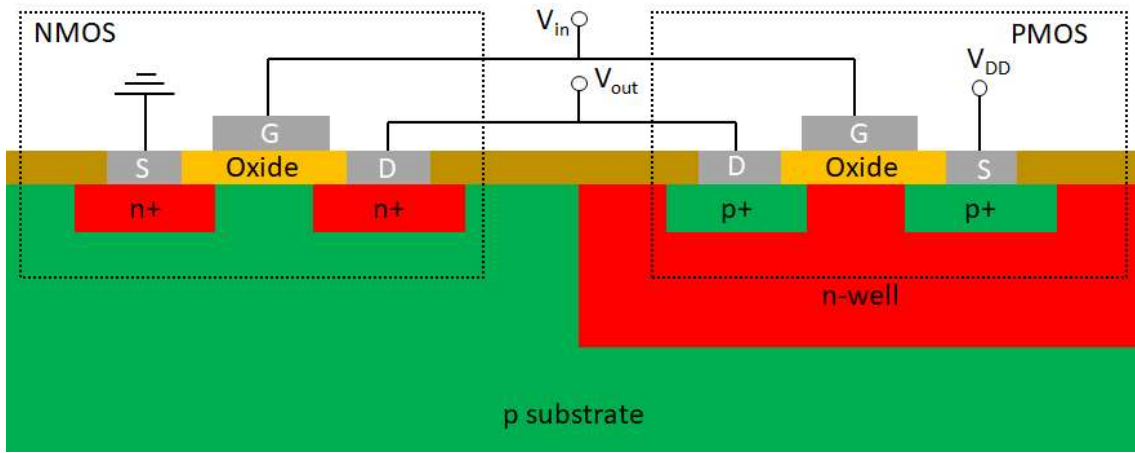 NMOS
V_in
PMOS
V_out
V_DD
G
G
S
Oxide
D
D
Oxide
S
n+
n+
p+
p+
n-well
p substrate